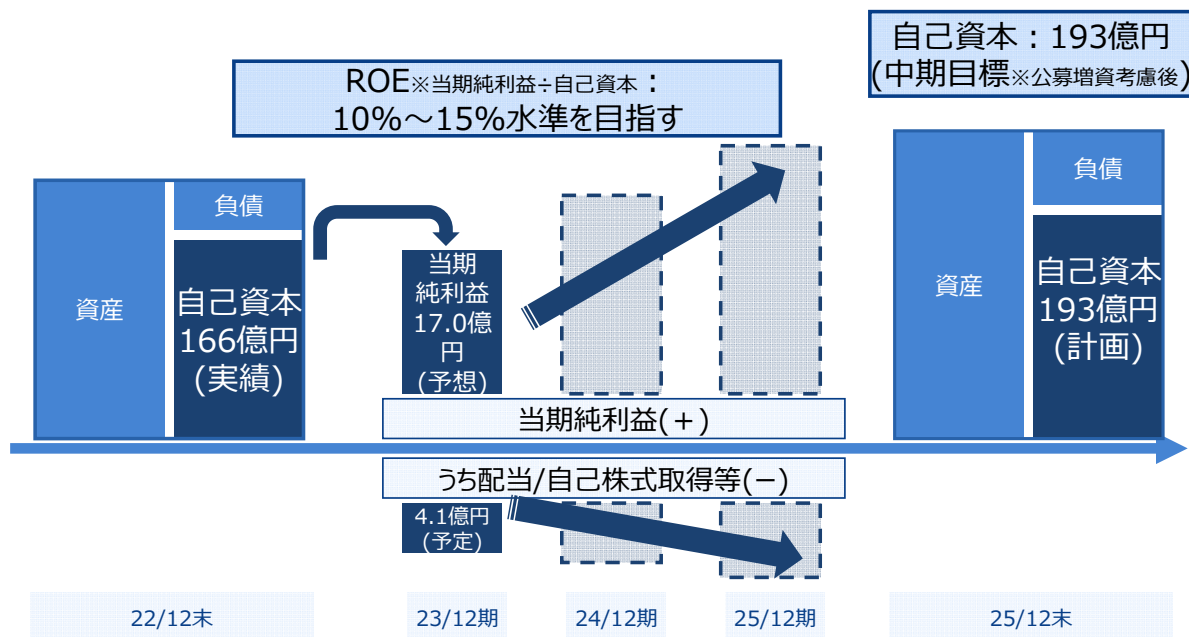 自己資本：193億円
(中期目標※公募増資考慮後)
ROE※当期純利益÷自己資本：
10%～15%水準を目指す
負債
資産
自己資本
166億円
(実績)
当期
純利益
17.0億
円
(予想)
負債
資産
自己資本
193億円
(計画)
当期純利益(+)
うち配当/自己株式取得等(－)
4.1億円
(予定)
22/12末
23/12期
24/12期
25/12期
25/12末